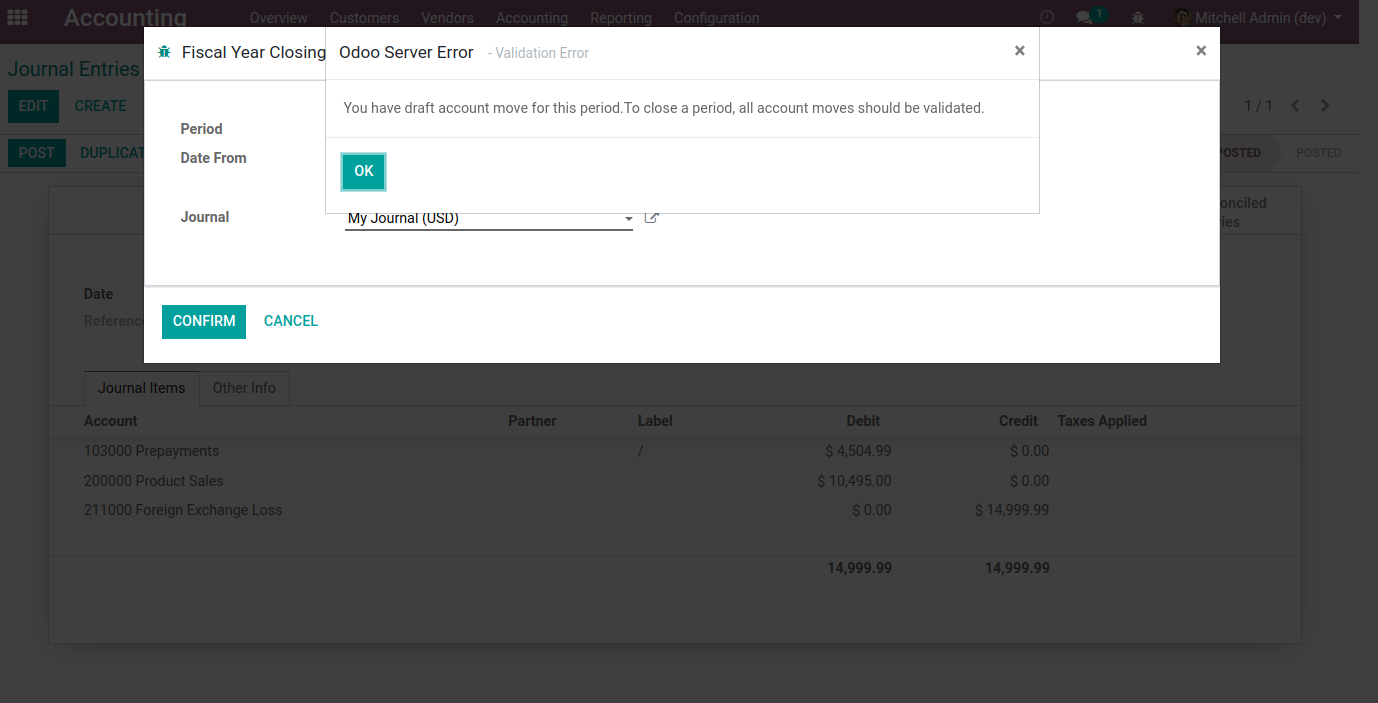 Accounting Overview Customers Vendors Accounting Reporting Configuration 1 Mitchell Admin (dev)
Fiscal Year Closing Odoo Server Error - Validation Error × ×
Journal Entries
EDIT CREATE 1 / 1
You have draft account move for this period.To close a period, all account moves should be validated.
Period
POST Date From POSTED POSTED
OK
Journal My Journal (USD)
Date
CONFIRM CANCEL
Journal Items Other Info
Account Partner Label Debit Credit Taxes Applied
103000 Prepayments / $ 4,504.99 $ 0.00
200000 Product Sales $ 10,495.00 $ 0.00
211000 Foreign Exchange Loss $ 0.00 $ 14,999.99
14,999.99 14,999.99